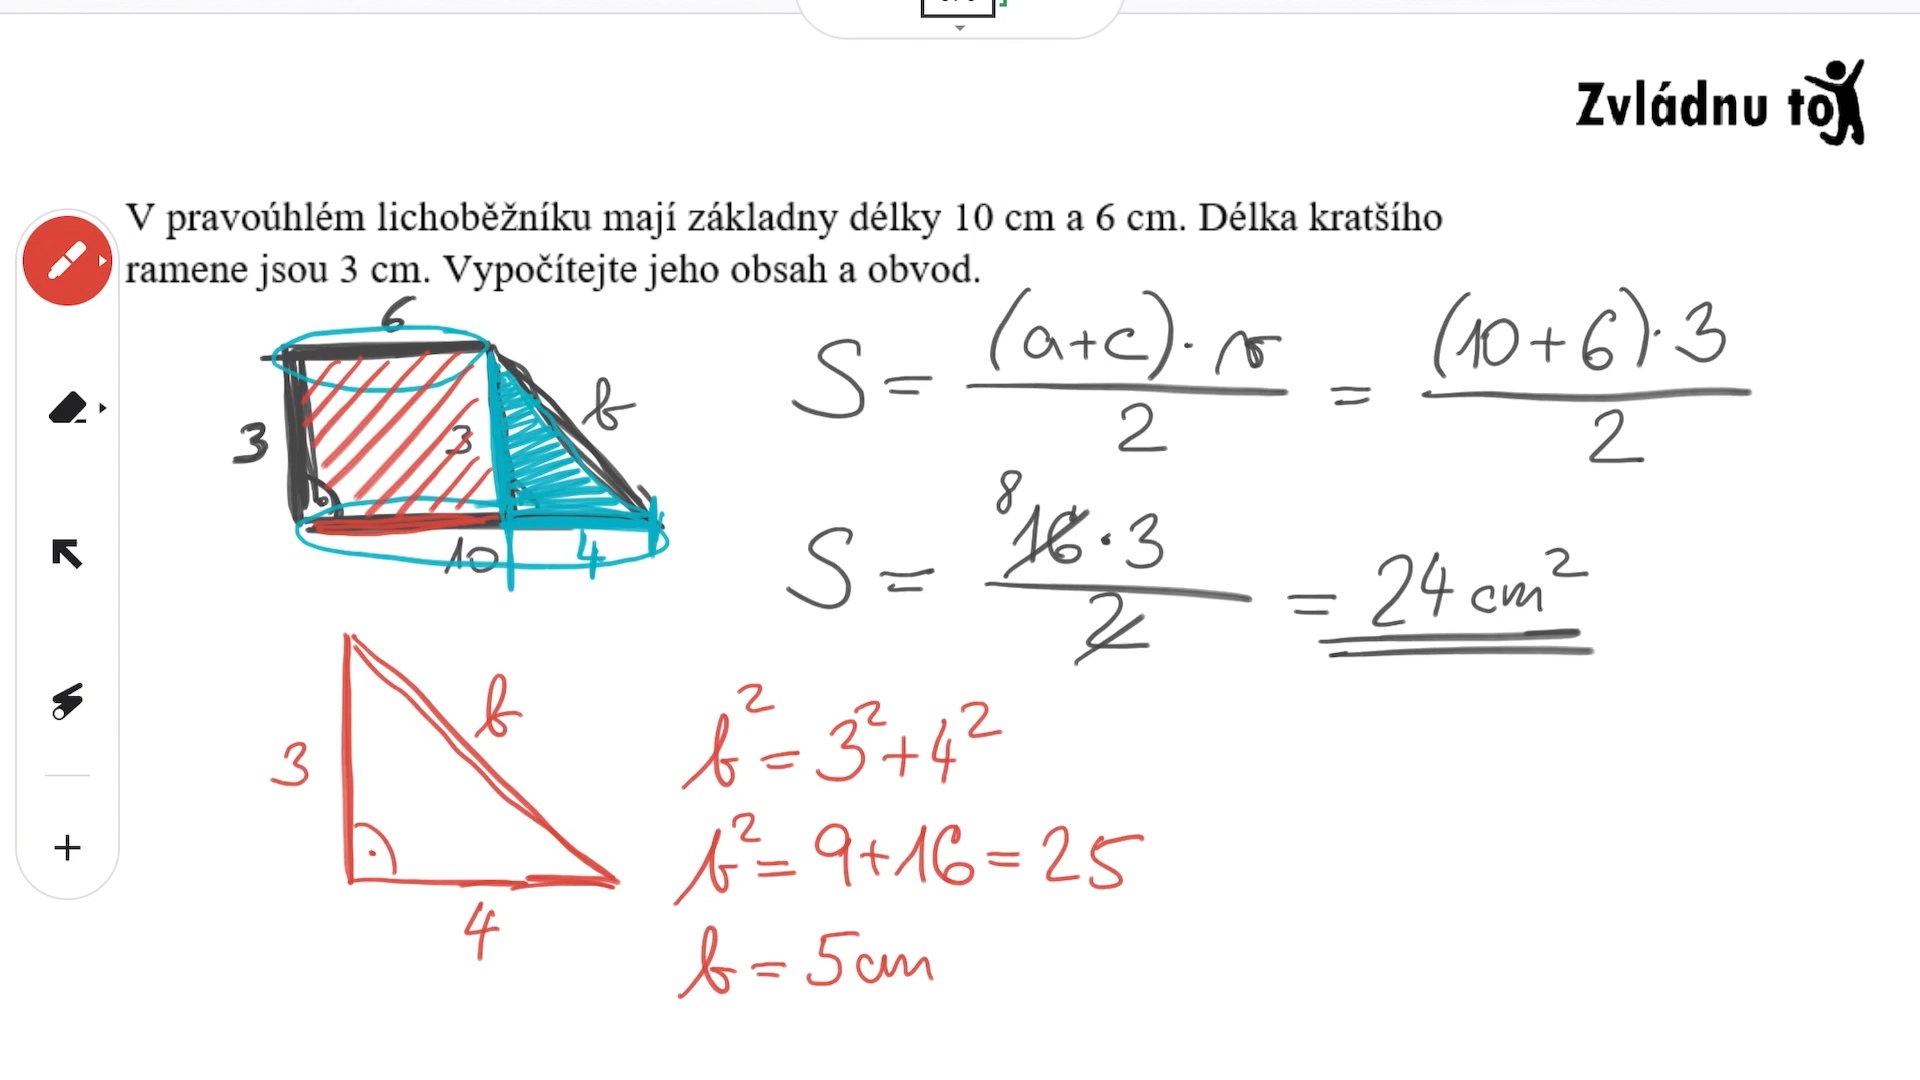 Zvládnu to
V pravoúhlém lichoběžníku mají základny délky 10 cm a 6 cm. Délka kratšího
ramene jsou 3 cm. Vypočítejte jeho obsah a obvod.
6
3
3
b
10
4
S = (a+c)·v / 2 = (10+6)·3 / 2
8
S = 16·3 / 2 = 24 cm²
3
b
4
b² = 3² + 4²
b² = 9 + 16 = 25
b = 5 cm